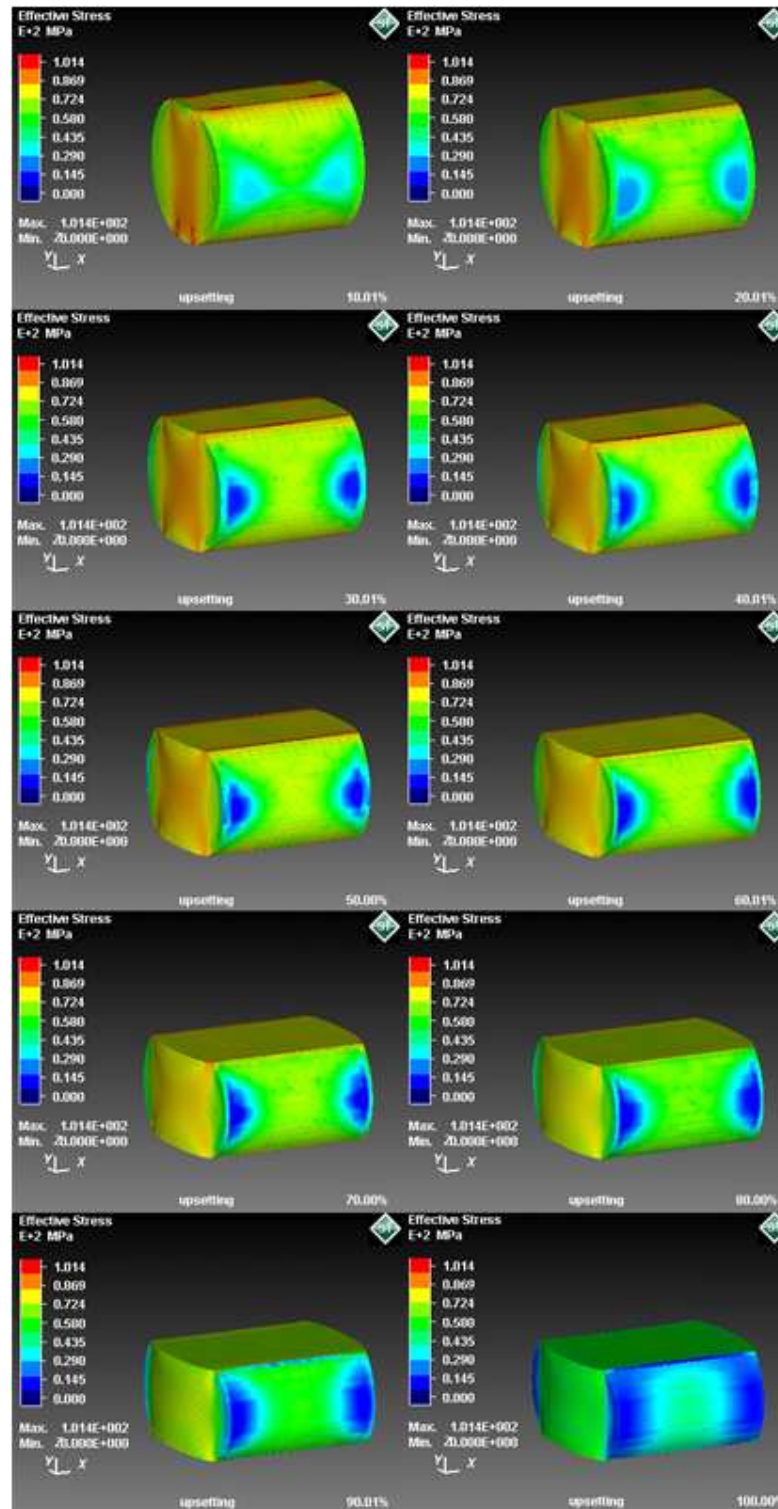 Effective Stress
E+2 MPa
1.014
0.869
0.724
0.580
0.435
0.290
0.145
0.000
Max. 1.014E+002
Min.
Y X
upsetting 10.01%
Effective Stress
E+2 MPa
1.014
0.869
0.724
0.580
0.435
0.290
0.145
0.000
Max. 1.014E+002
Min.
Y X
upsetting 20.01%
Effective Stress
E+2 MPa
1.014
0.869
0.724
0.580
0.435
0.290
0.145
0.000
Max. 1.014E+002
Min.
Y X
upsetting 30.01%
Effective Stress
E+2 MPa
1.014
0.869
0.724
0.580
0.435
0.290
0.145
0.000
Max. 1.014E+002
Min.
Y X
upsetting 40.01%
Effective Stress
E+2 MPa
1.014
0.869
0.724
0.580
0.435
0.290
0.145
0.000
Max. 1.014E+002
Min.
Y X
upsetting 50.00%
Effective Stress
E+2 MPa
1.014
0.869
0.724
0.580
0.435
0.290
0.145
0.000
Max. 1.014E+002
Min.
Y X
upsetting 60.01%
Effective Stress
E+2 MPa
1.014
0.869
0.724
0.580
0.435
0.290
0.145
0.000
Max. 1.014E+002
Min.
Y X
upsetting 70.00%
Effective Stress
E+2 MPa
1.014
0.869
0.724
0.580
0.435
0.290
0.145
0.000
Max. 1.014E+002
Min.
Y X
upsetting 80.00%
Effective Stress
E+2 MPa
1.014
0.869
0.724
0.580
0.435
0.290
0.145
0.000
Max. 1.014E+002
Min.
Y X
upsetting 90.01%
Effective Stress
E+2 MPa
1.014
0.869
0.724
0.580
0.435
0.290
0.145
0.000
Max. 1.014E+002
Min.
Y X
upsetting 100.00%